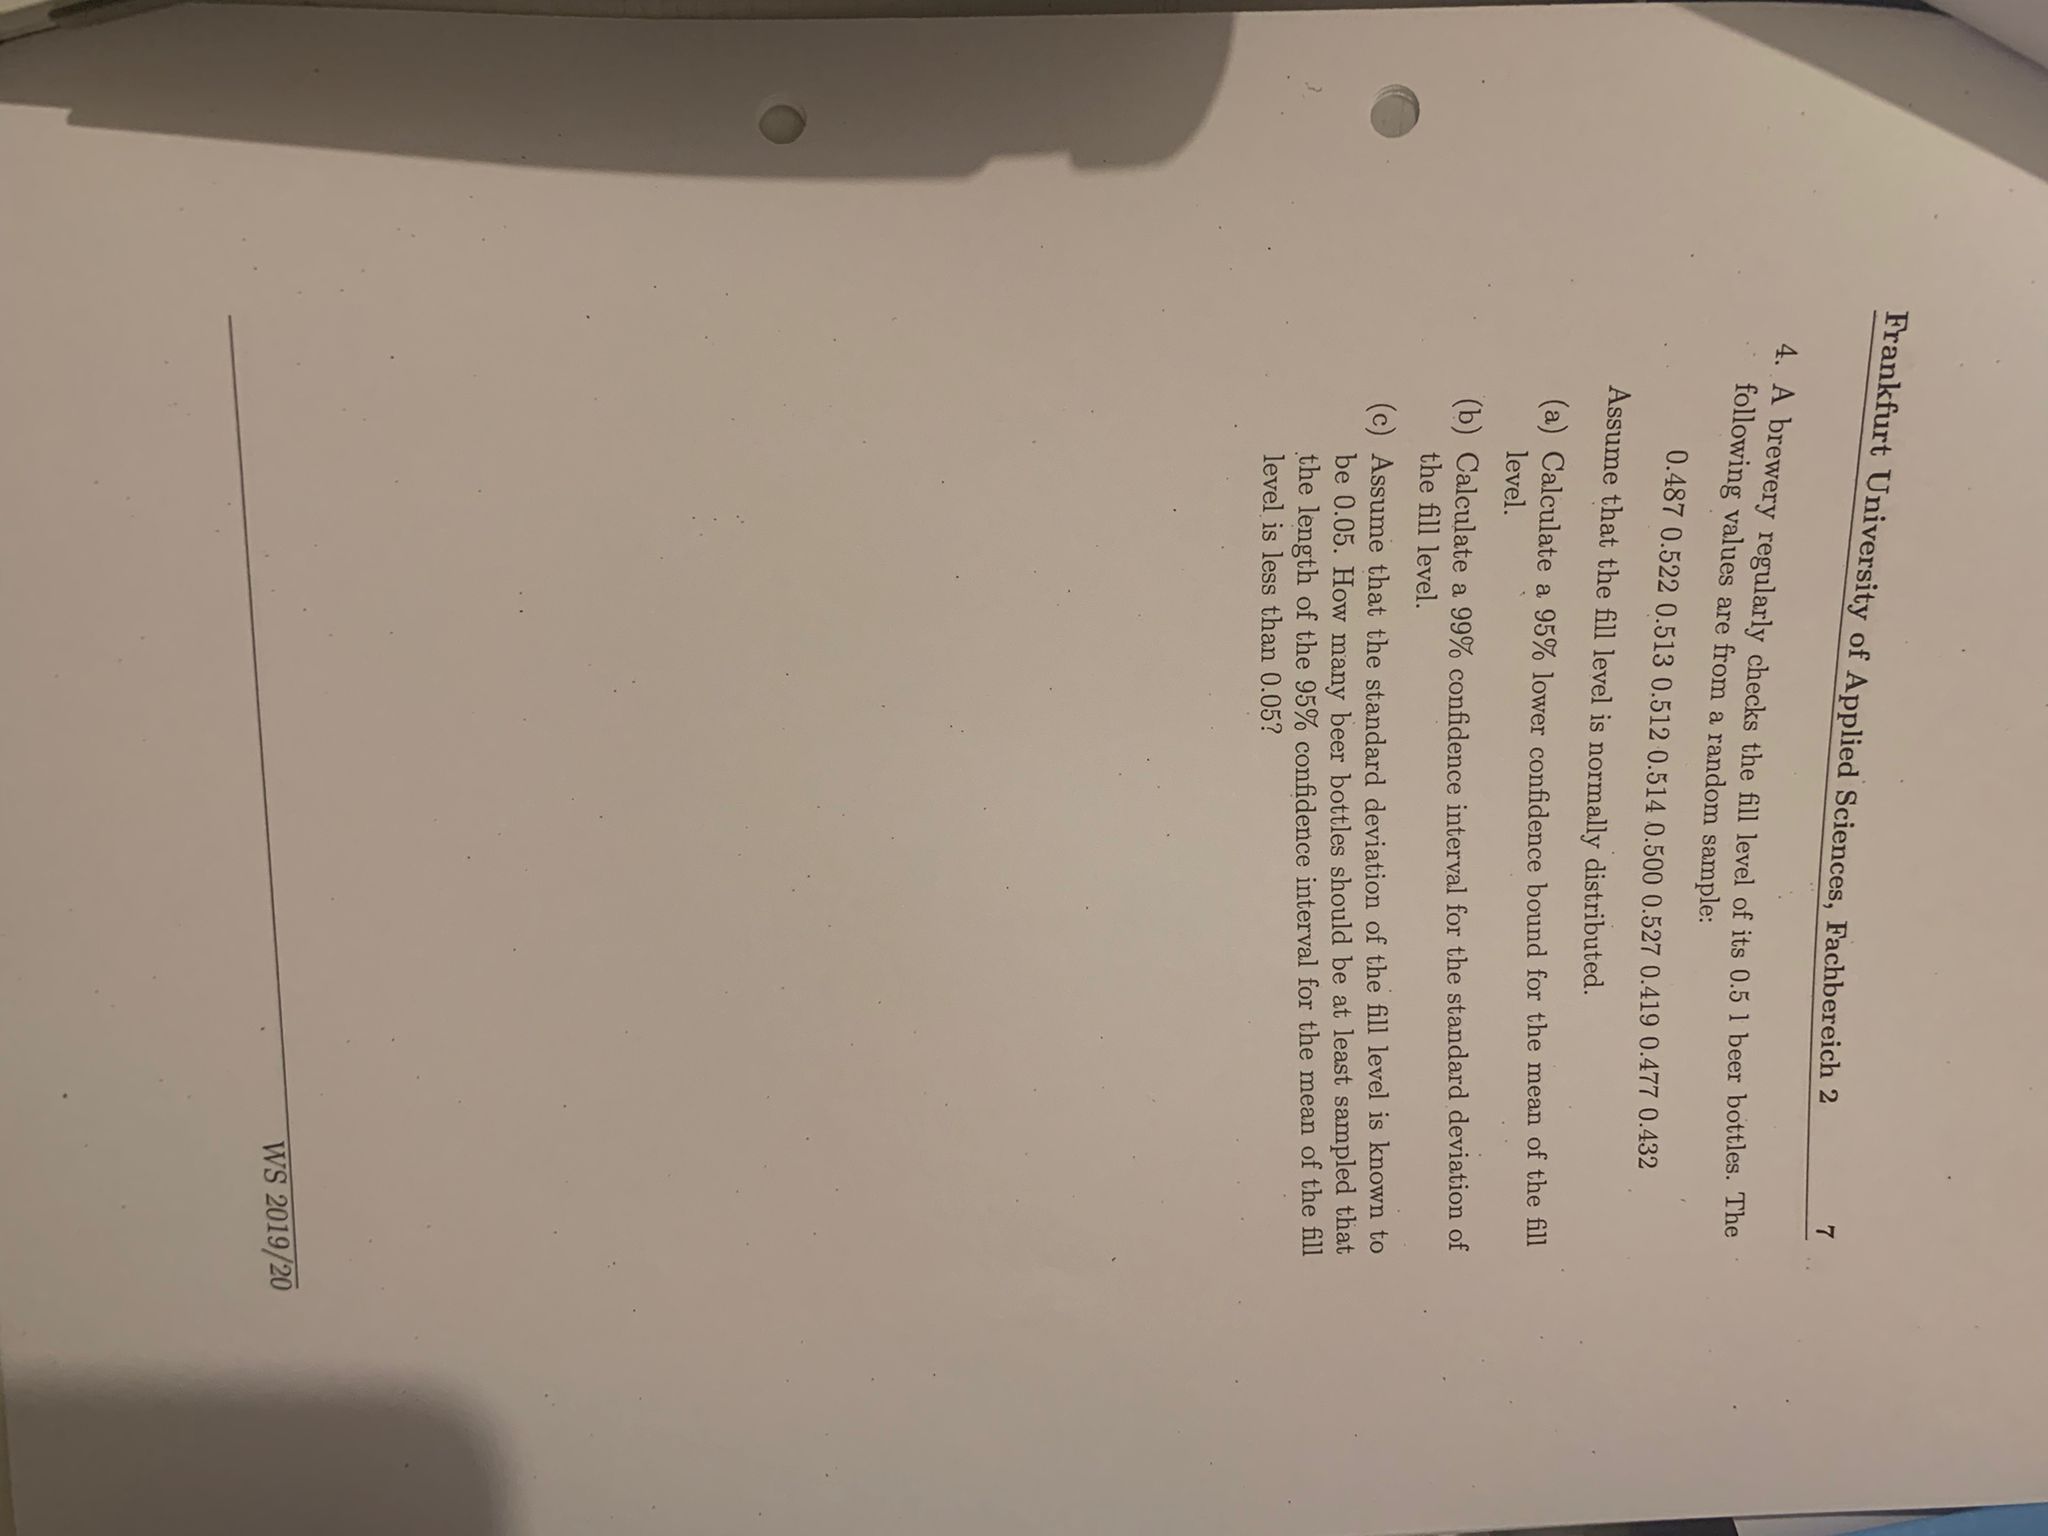 Frankfurt University of Applied Sciences, Fachbereich 2 7
4. A brewery regularly checks the fill level of its 0.5 l beer bottles. The
following values are from a random sample:
0.487 0.522 0.513 0.512 0.514 0.500 0.527 0.419 0.477 0.432
Assume that the fill level is normally distributed.
(a) Calculate a 95% lower confidence bound for the mean of the fill
level.
(b) Calculate a 99% confidence interval for the standard deviation of
the fill level.
(c) Assume that the standard deviation of the fill level is known to
be 0.05. How many beer bottles should be at least sampled that
the length of the 95% confidence interval for the mean of the fill
level is less than 0.05?
WS 2019/20